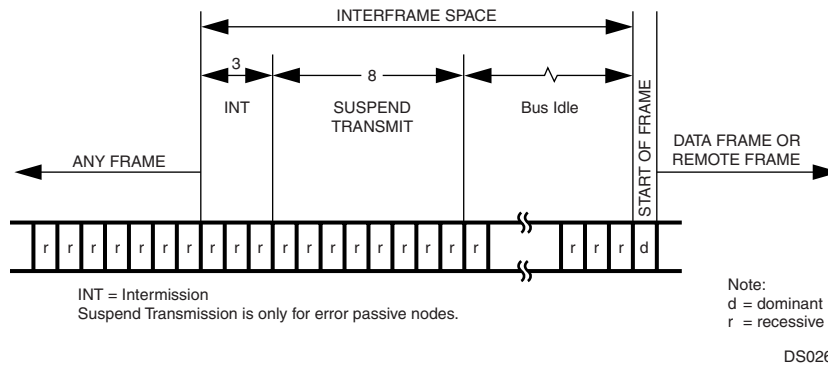 INTERFRAME SPACE
3
8
INT
SUSPEND
TRANSMIT
Bus Idle
START OF FRAME
ANY FRAME
DATA FRAME OR
REMOTE FRAME
r r r r r r r r r r r r r r r r r r r r r r d
INT = Intermission
Suspend Transmission is only for error passive nodes.
Note:
d = dominant
r = recessive
DS026